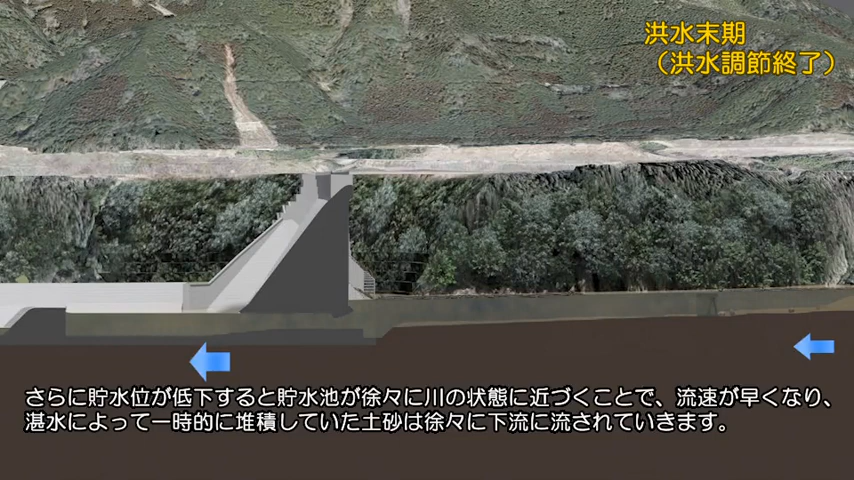 洪水末期
（洪水調節終了）
さらに貯水位が低下すると貯水池が徐々に川の状態に近づくことで、流速が早くなり、
湛水によって一時的に堆積していた土砂は徐々に下流に流されていきます。